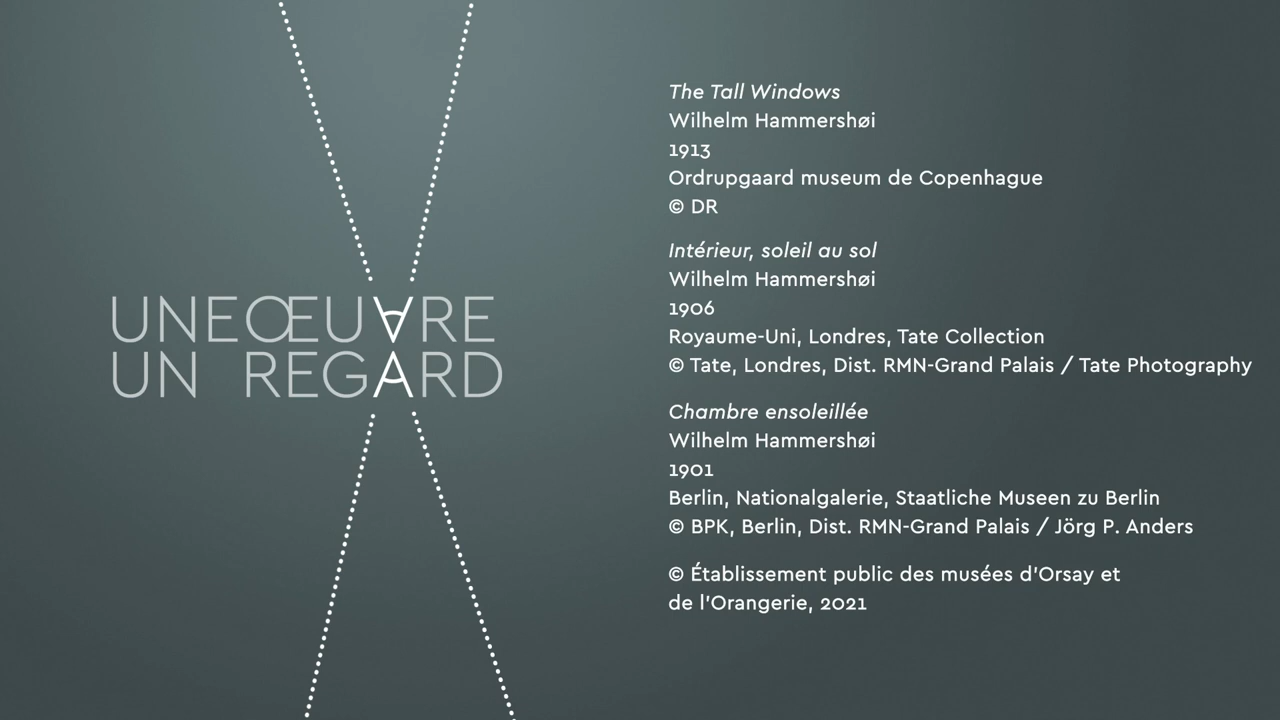 UNE ŒUVRE
UN REGARD
The Tall Windows
Wilhelm Hammershøi
1913
Ordrupgaard museum de Copenhague
© DR
Intérieur, soleil au sol
Wilhelm Hammershøi
1906
Royaume-Uni, Londres, Tate Collection
© Tate, Londres, Dist. RMN-Grand Palais / Tate Photography
Chambre ensoleillée
Wilhelm Hammershøi
1901
Berlin, Nationalgalerie, Staatliche Museen zu Berlin
© BPK, Berlin, Dist. RMN-Grand Palais / Jörg P. Anders
© Établissement public des musées d'Orsay et
de l'Orangerie, 2021